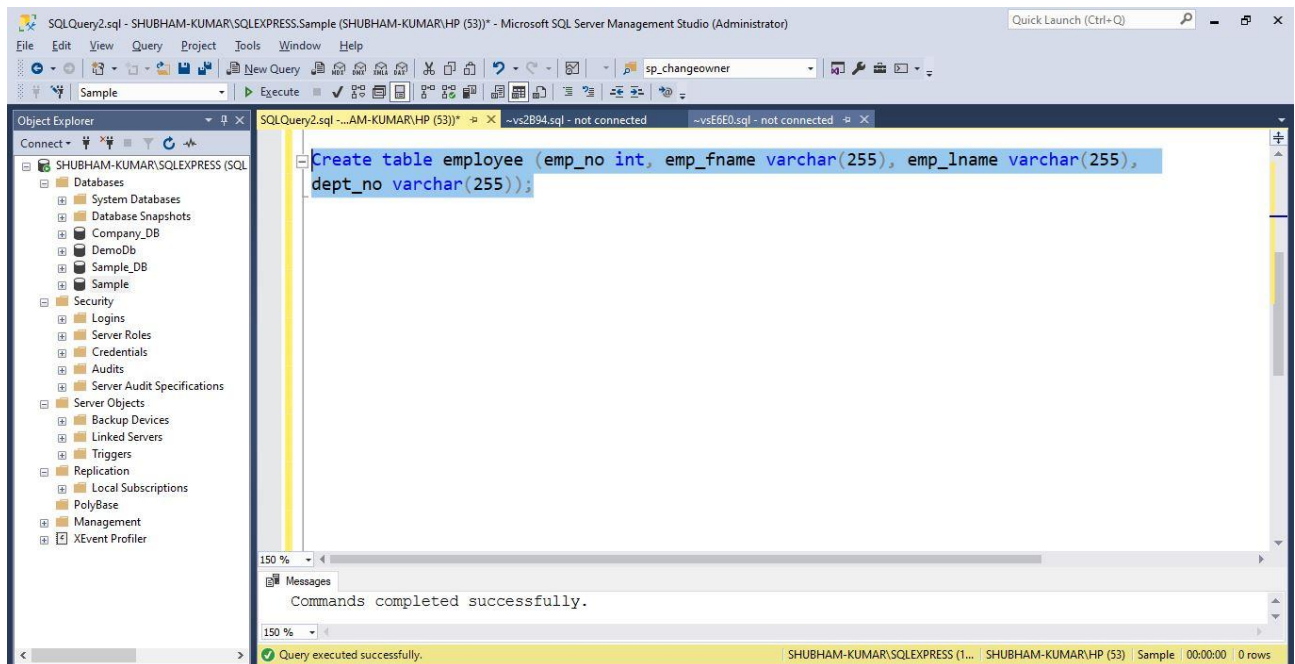 SQLQuery2.sql - SHUBHAM-KUMAR\SQLEXPRESS.Sample (SHUBHAM-KUMAR\HP (53))* - Microsoft SQL Server Management Studio (Administrator)
Quick Launch (Ctrl+Q)
File Edit View Query Project Tools Window Help
New Query MDX DMX XMLA DAX sp_changeowner
Sample Execute
Object Explorer
SQLQuery2.sql -...AM-KUMAR\HP (53))* ~vs2B94.sql - not connected ~vsE6E0.sql - not connected
Connect
SHUBHAM-KUMAR\SQLEXPRESS (SQL
Databases
System Databases
Database Snapshots
Company_DB
DemoDb
Sample_DB
Sample
Security
Logins
Server Roles
Credentials
Audits
Server Audit Specifications
Server Objects
Backup Devices
Linked Servers
Triggers
Replication
Local Subscriptions
PolyBase
Management
XEvent Profiler
Create table employee (emp_no int, emp_fname varchar(255), emp_lname varchar(255),
dept_no varchar(255));
150 %
Messages
Commands completed successfully.
150 %
Query executed successfully. SHUBHAM-KUMAR\SQLEXPRESS (1... SHUBHAM-KUMAR\HP (53) Sample 00:00:00 0 rows